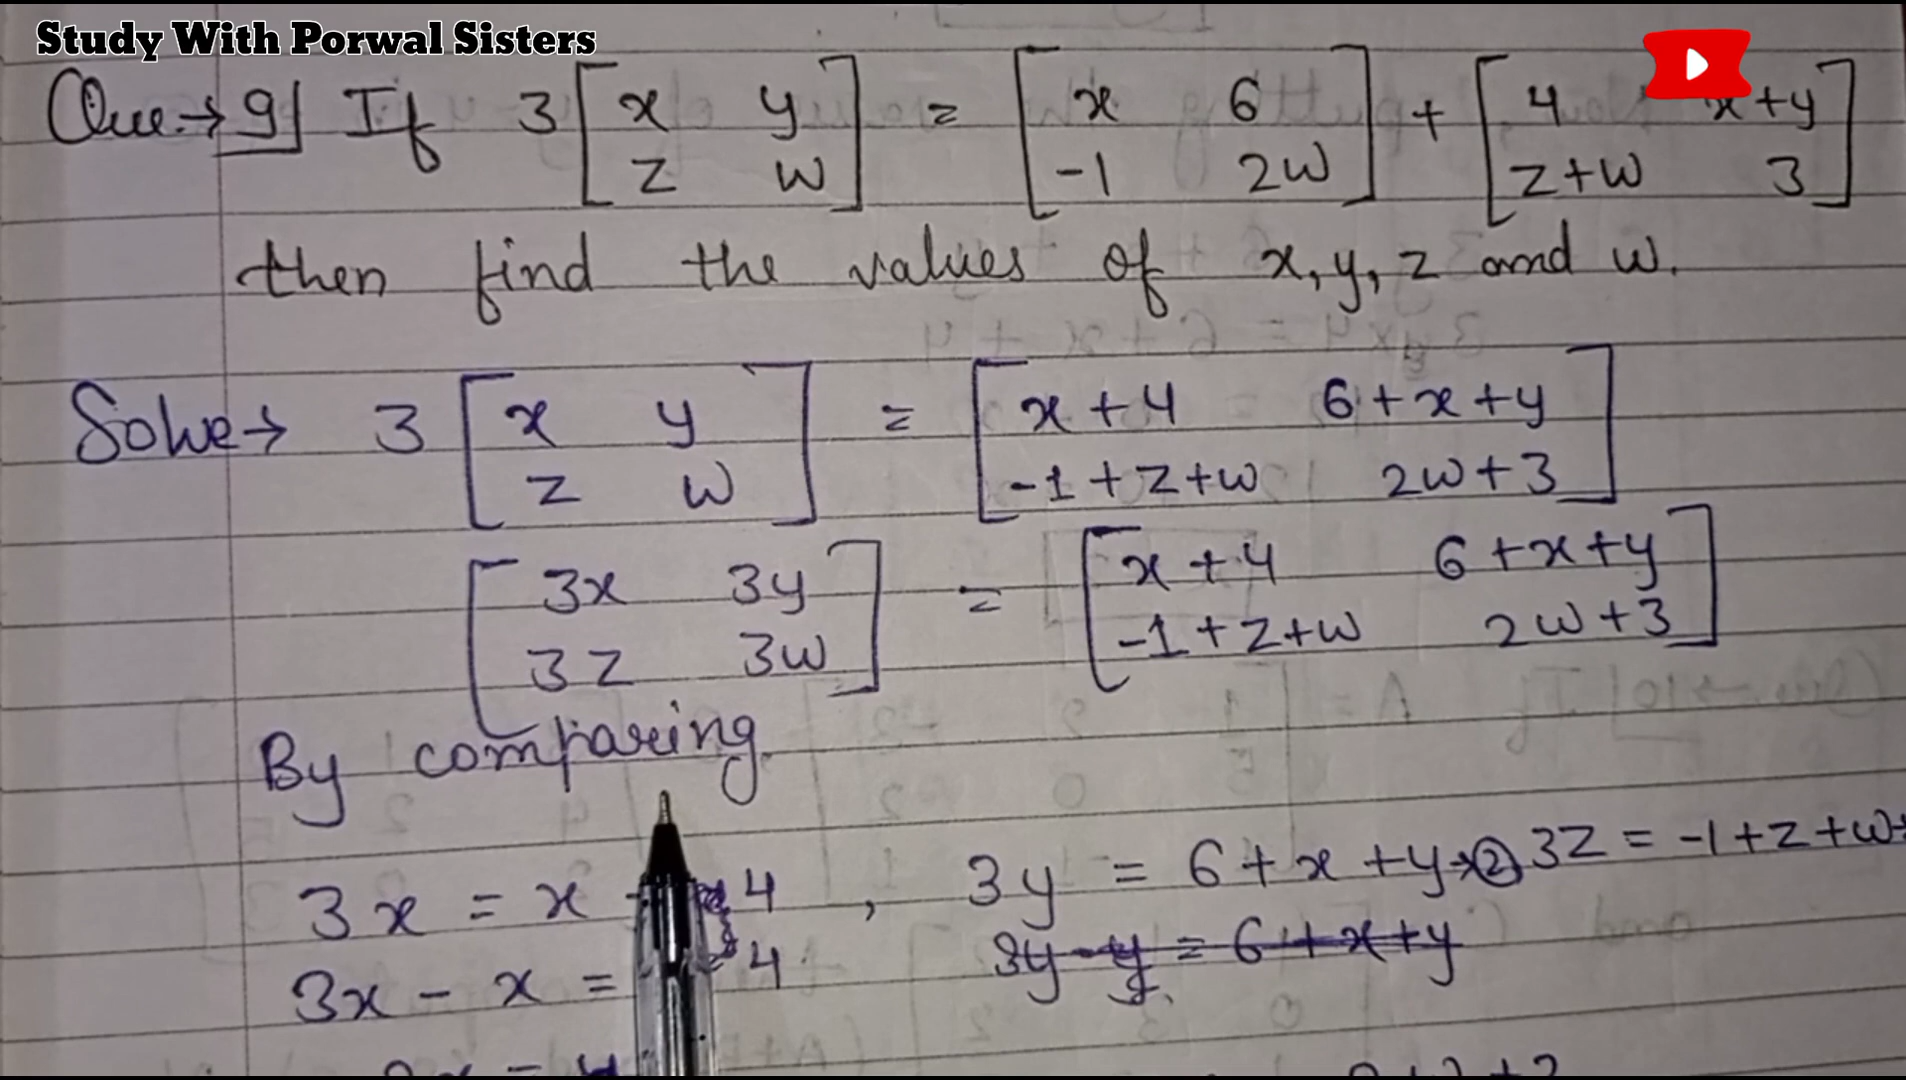 Study With Porwal Sisters
Que.→ 9| If 3 [x y] = [x 6] + [4 x+y]
[z w] [-1 2w] [z+w 3]
then find the values of x, y, z and w.
Solve→ 3 [x y] = [x+4 6+x+y]
[z w] [-1+z+w 2w+3]
[3x 3y] = [x+4 6+x+y]
[3z 3w] [-1+z+w 2w+3]
By comparing
3x = x 4 , 3y = 6+x+y→② 3z = -1+z+w→
3x - x = 4 3y - y = 6+x+y